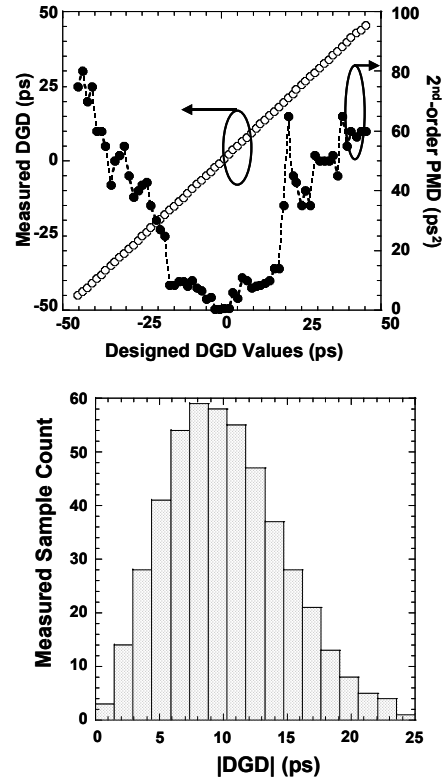 50
25
0
-25
-50
Measured DGD (ps)
100
80
60
40
20
0
2nd-order PMD (ps2)
-50 -25 0 25 50
Designed DGD Values (ps)
60
50
40
30
20
10
0
Measured Sample Count
0 5 10 15 20 25
|DGD| (ps)